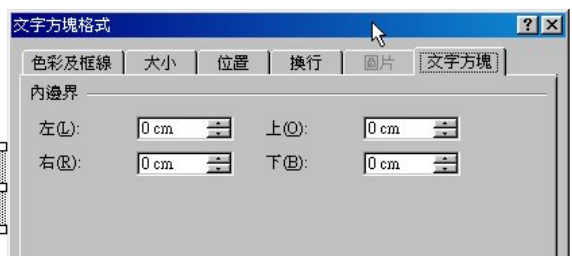 文字方塊格式
色彩及框線 大小 位置 換行 圖片 文字方塊
內邊界
左(L): 0 cm 上(O): 0 cm
右(R): 0 cm 下(B): 0 cm